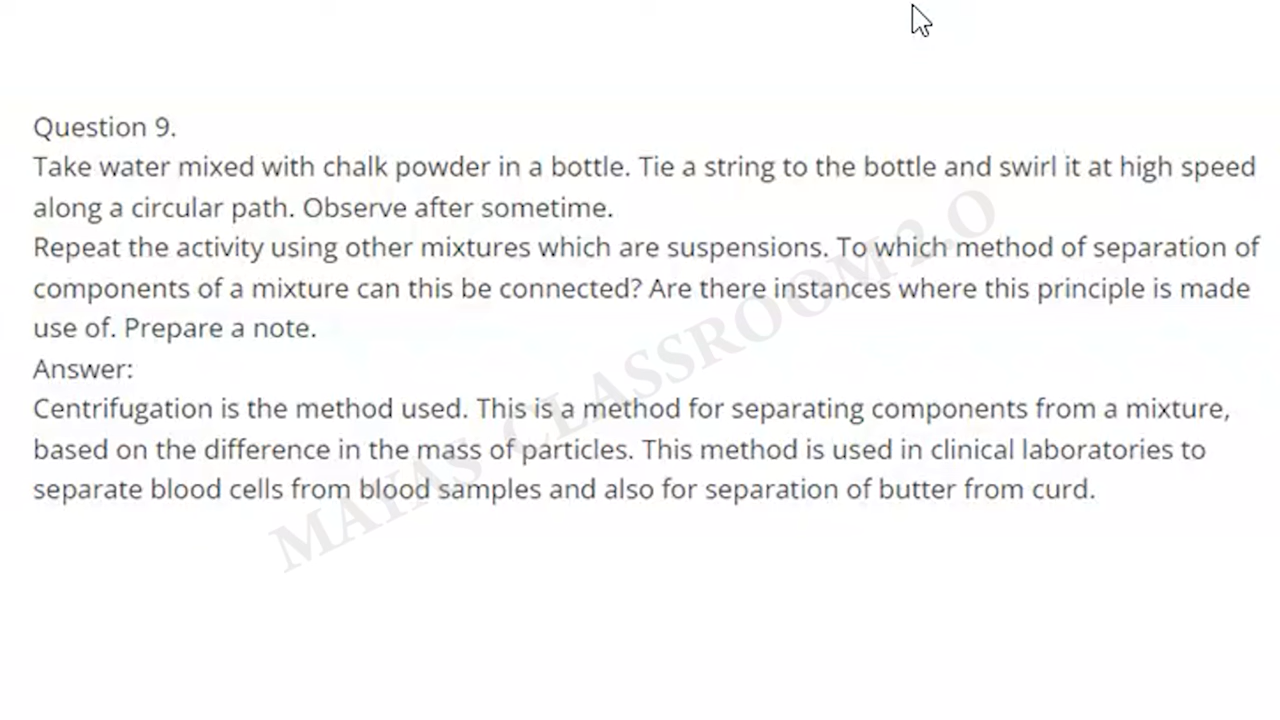 Question 9.
Take water mixed with chalk powder in a bottle. Tie a string to the bottle and swirl it at high speed
along a circular path. Observe after sometime.
Repeat the activity using other mixtures which are suspensions. To which method of separation of
components of a mixture can this be connected? Are there instances where this principle is made
use of. Prepare a note.
Answer:
Centrifugation is the method used. This is a method for separating components from a mixture,
based on the difference in the mass of particles. This method is used in clinical laboratories to
separate blood cells from blood samples and also for separation of butter from curd.
MAYAS CLASSROOM 2.O